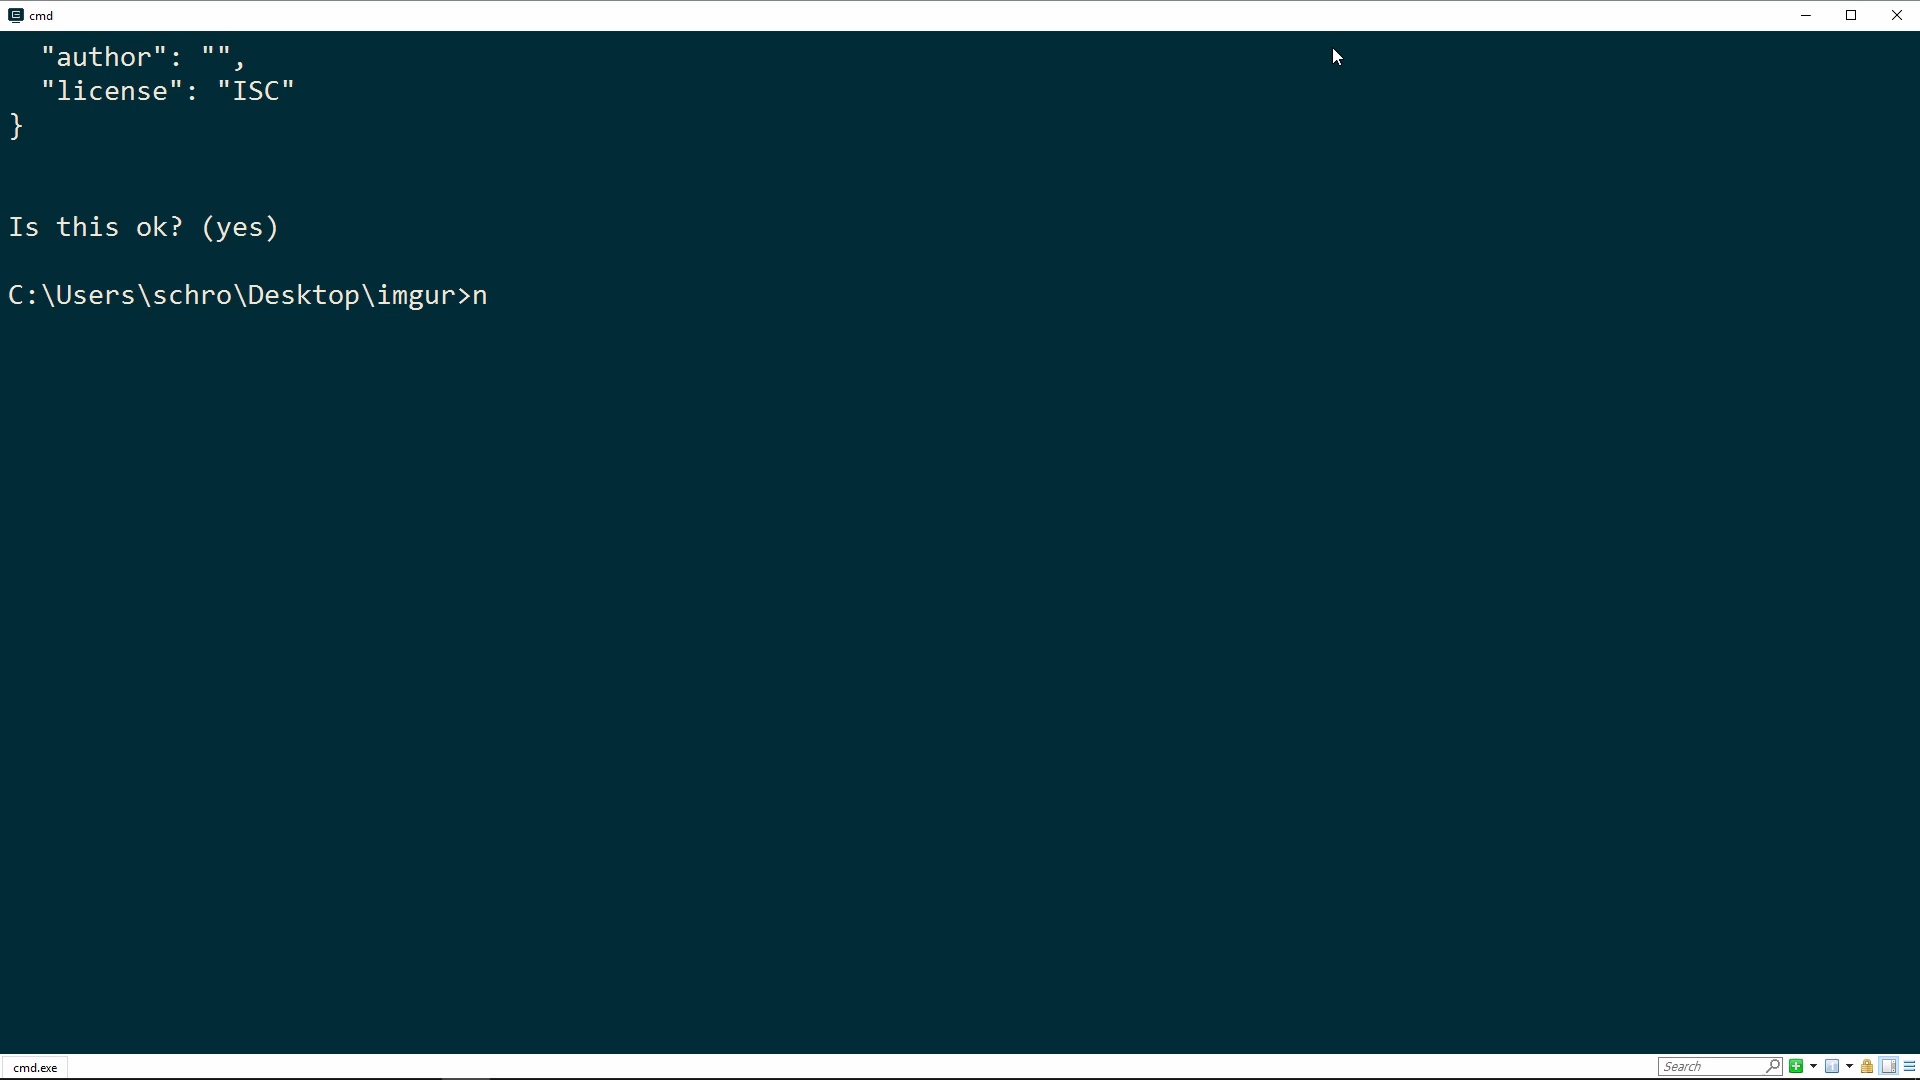 cmd
"author": "",
"license": "ISC"
}
Is this ok? (yes)
C:\Users\schro\Desktop\imgur>n
cmd.exe
Search